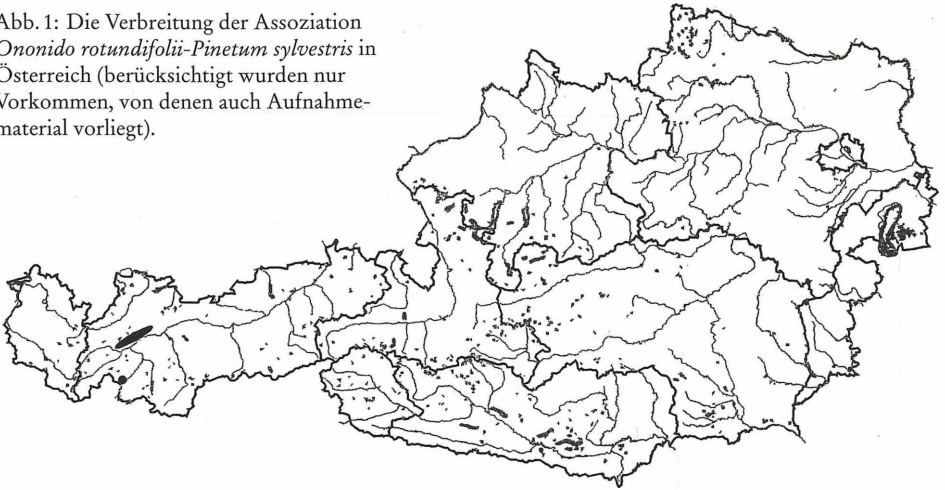 Abb. 1: Die Verbreitung der Assoziation
Ononido rotundifolii-Pinetum sylvestris in
Österreich (berücksichtigt wurden nur
Vorkommen, von denen auch Aufnahme-
material vorliegt).